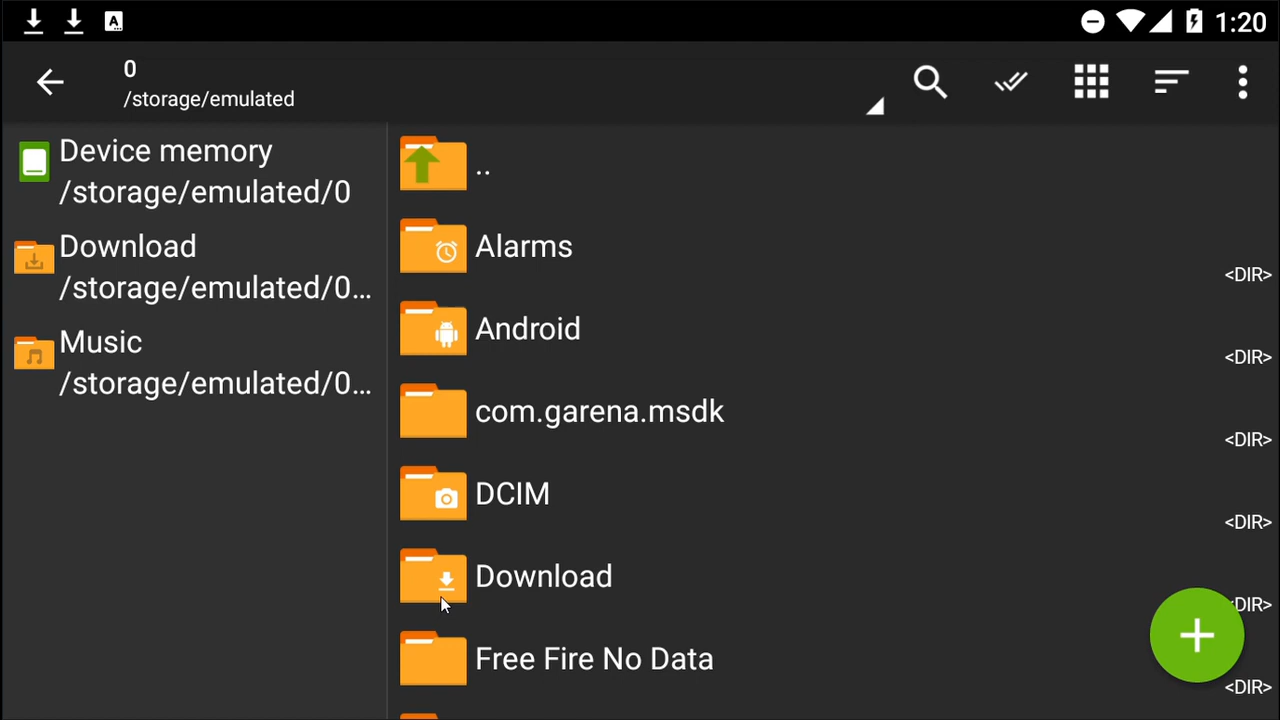 1:20
0
/storage/emulated
Device memory
/storage/emulated/0
Download
/storage/emulated/0...
Music
/storage/emulated/0...
..
Alarms
<DIR>
Android
<DIR>
com.garena.msdk
<DIR>
DCIM
<DIR>
Download
<DIR>
Free Fire No Data
<DIR>